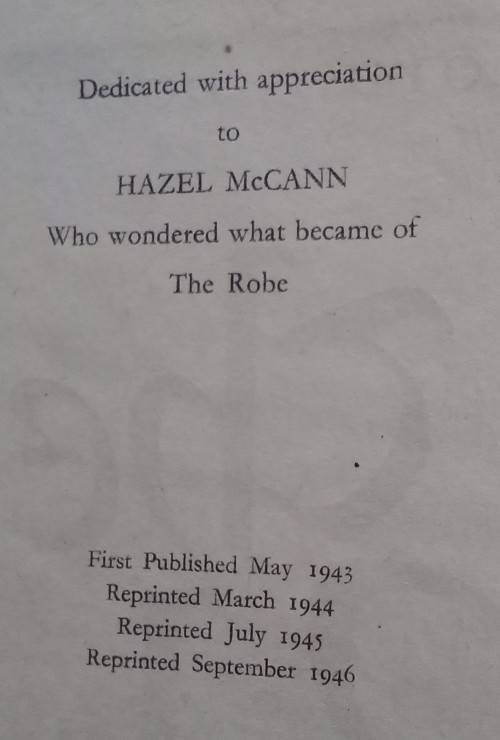 Dedicated with appreciation
to
HAZEL McCANN
Who wondered what became of
The Robe
First Published May 1943
Reprinted March 1944
Reprinted July 1945
Reprinted September 1946